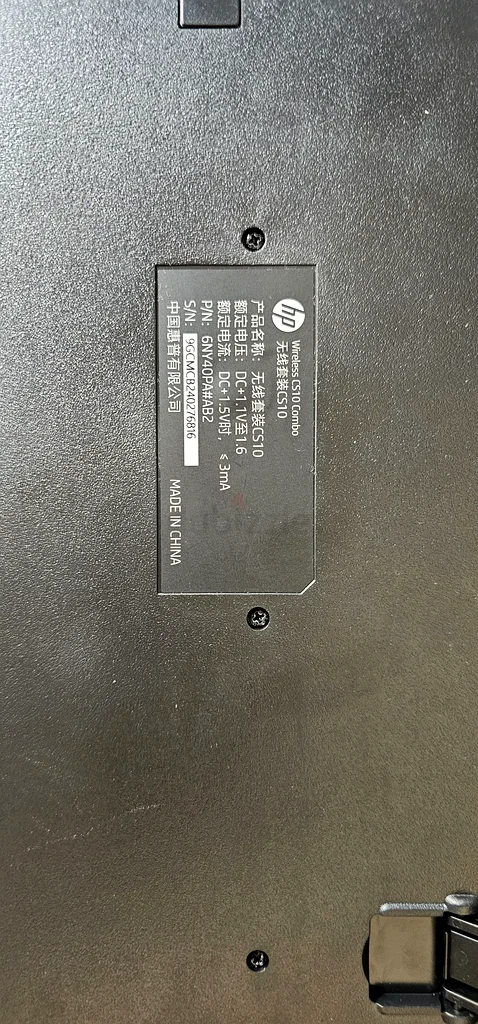 hp
Wireless CS10 Combo
无线套装CS10
产品名称：无线套装CS10
额定电压：DC+1.1V至1.6
额定电流：DC+1.5V时，≤3mA
P/N: 6NY40PA#AB2
S/N: 9GCMCB240276816
中国惠普有限公司 MADE IN CHINA
dubizzle